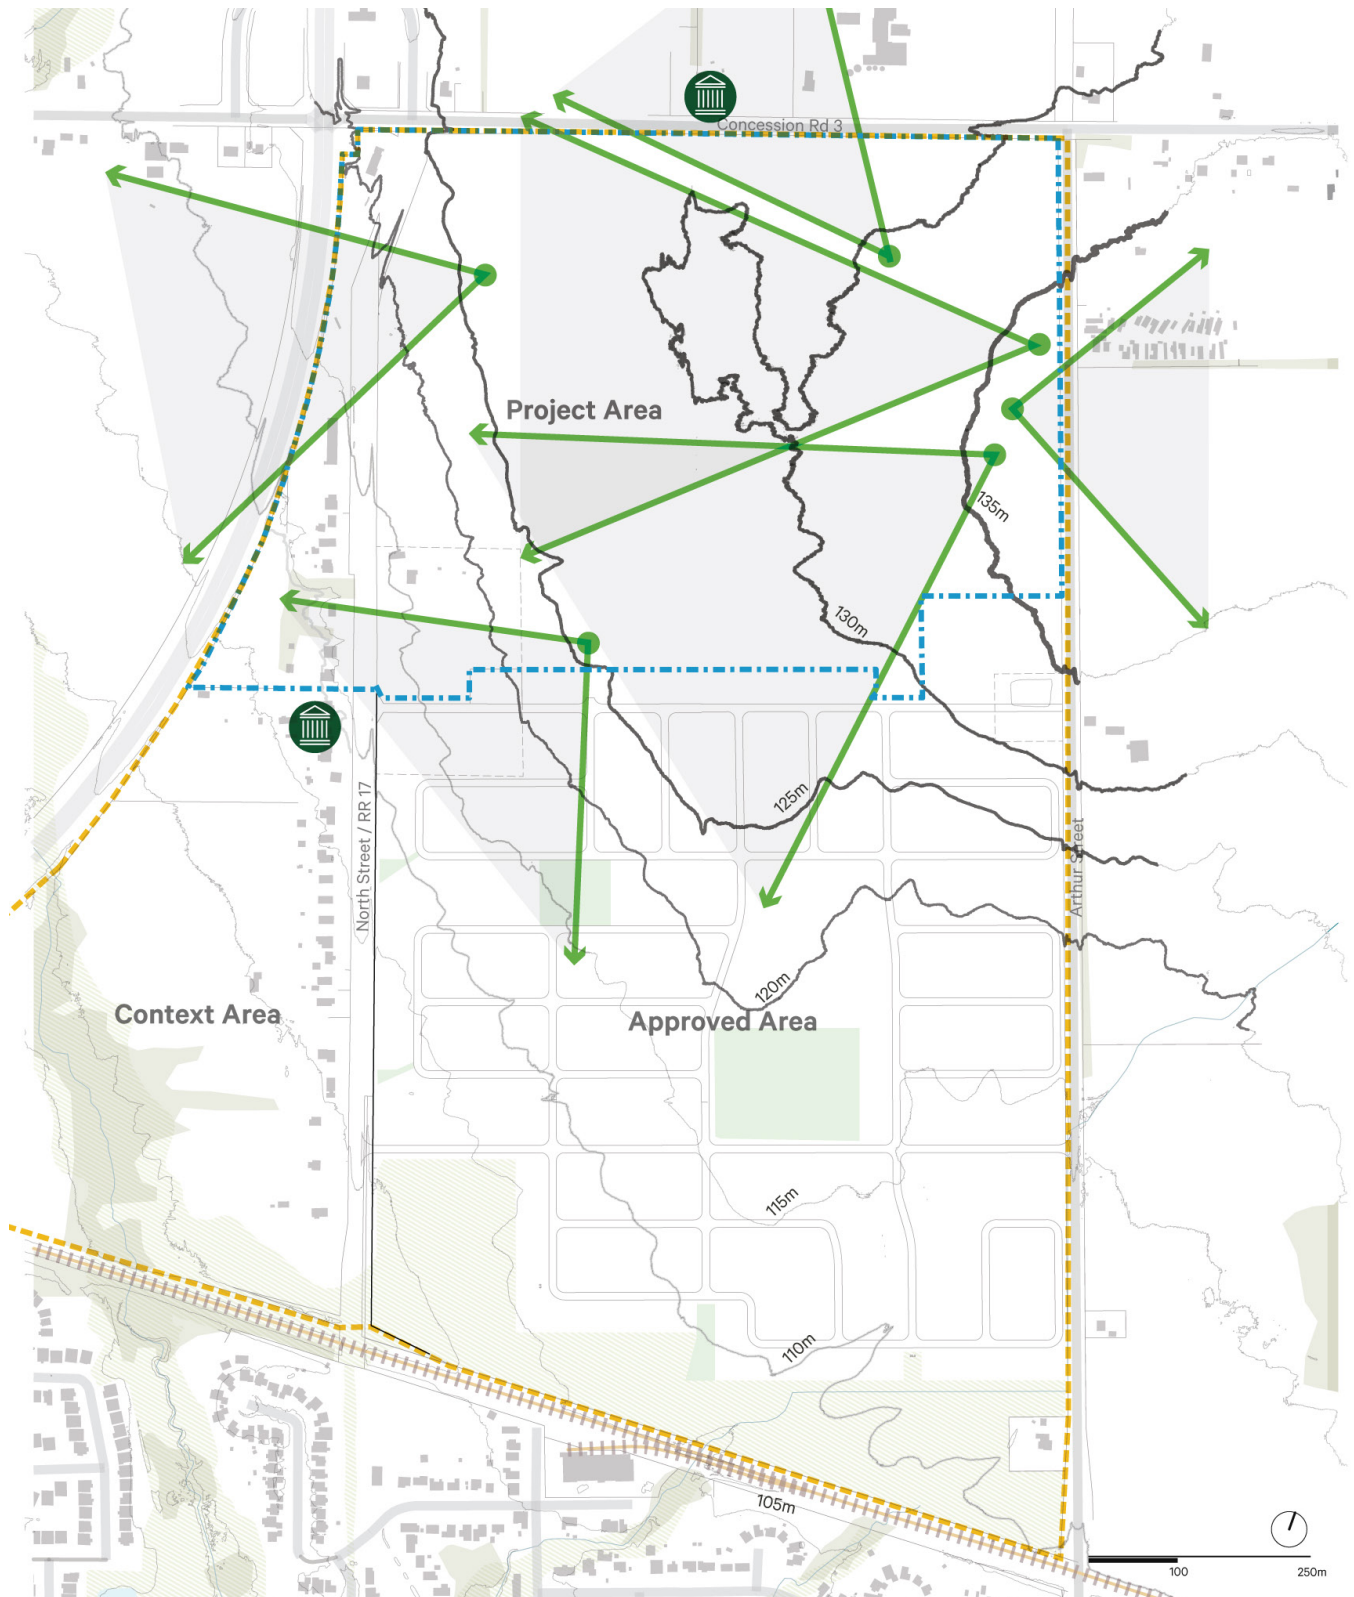 Concession Rd 3
Project Area
135m
130m
125m
North Street / RR 17
Arthur Street
120m
Context Area
Approved Area
115m
110m
105m
100
250m